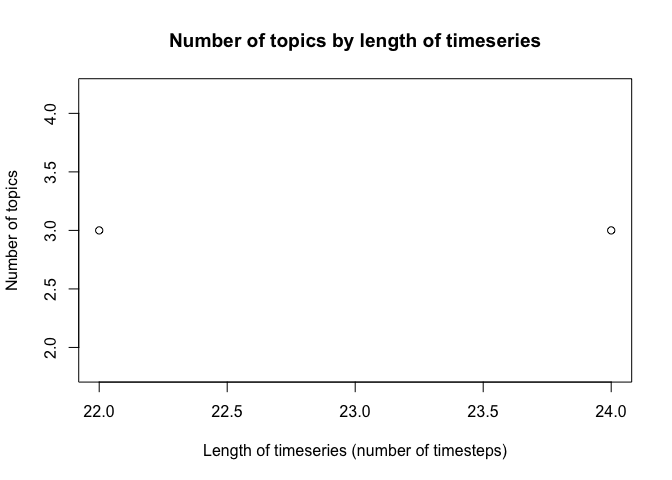 Number of topics by length of timeseries
Number of topics
4.0
3.5
3.0
2.5
2.0
22.0 22.5 23.0 23.5 24.0
Length of timeseries (number of timesteps)